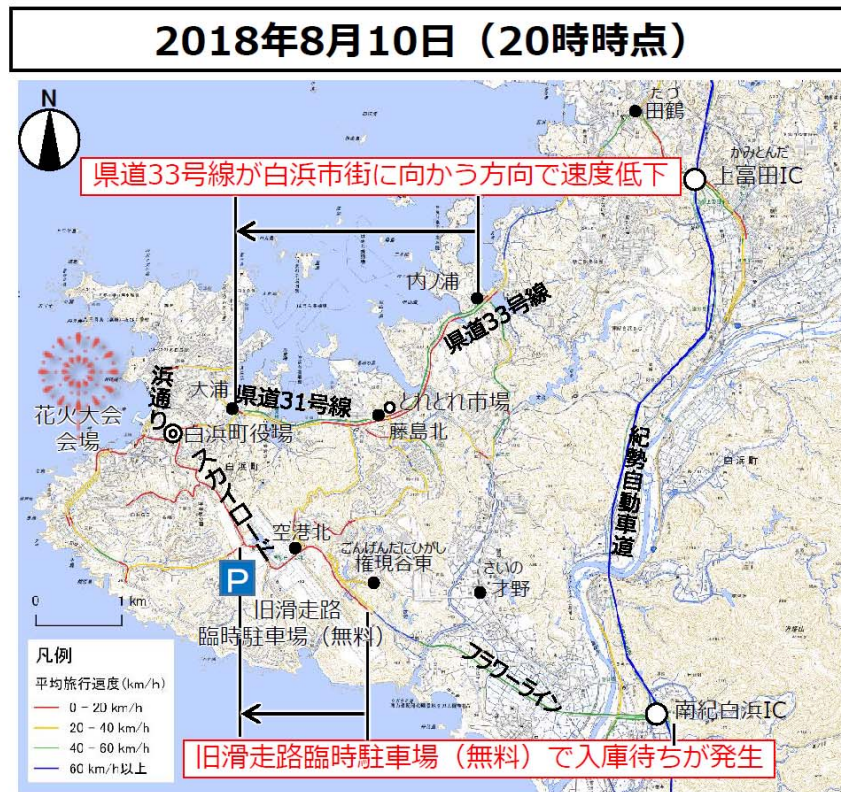 2018年8月10日（20時時点）
N
たづ
田鶴
かみとんだ
上富田IC
県道33号線が白浜市街に向かう方向で速度低下
内ノ浦
県道33号線
花火大会
会場
浜通り
大浦
県道31号線
とれとれ市場
藤島北
白浜町役場
白浜町
スカイロード
紀勢自動車道
白浜町
空港北
ごんげんだにひがし
権現谷東
さいの
才野
P
旧滑走路
臨時駐車場（無料）
0 1 km
フラワーライン
南紀白浜IC
凡例
平均旅行速度(km/h)
0 – 20 km/h
20 – 40 km/h
40 – 60 km/h
60 km/h以上
旧滑走路臨時駐車場（無料）で入庫待ちが発生